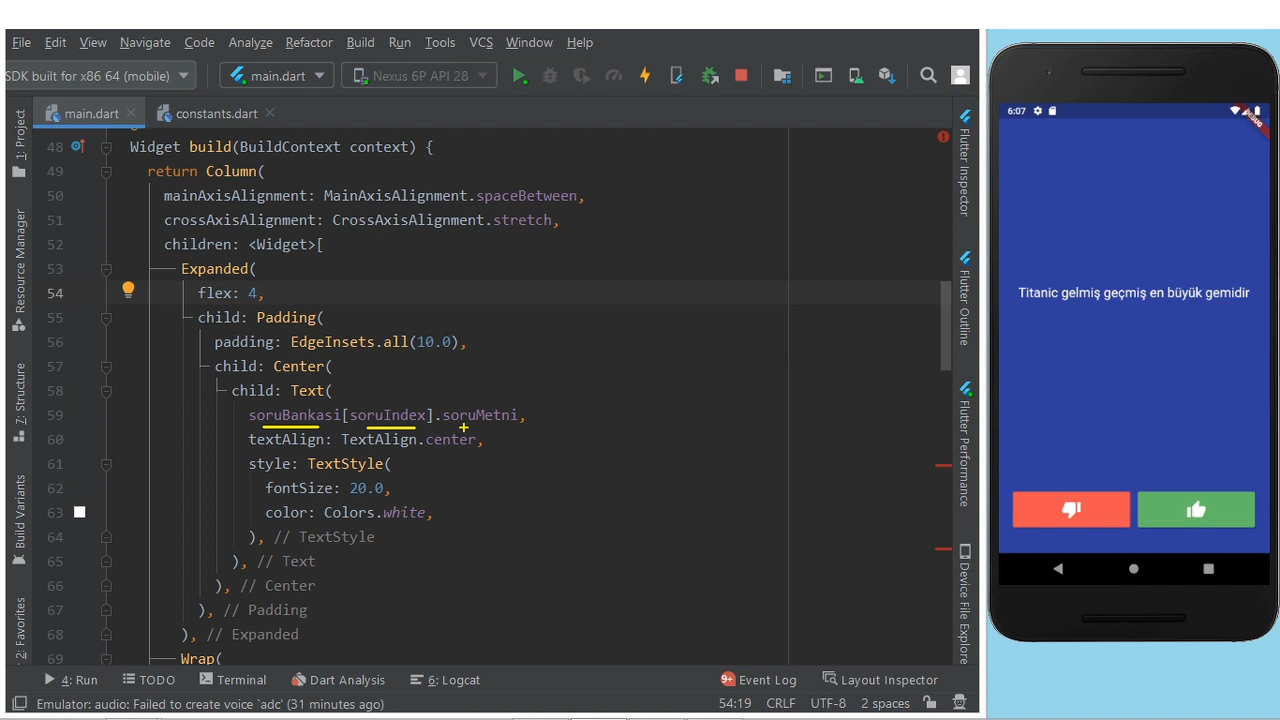 File Edit View Navigate Code Analyze Refactor Build Run Tools VCS Window Help
SDK built for x86 64 (mobile) main.dart Nexus 6P API 28
main.dart constants.dart
48 Widget build(BuildContext context) {
49 return Column(
50 mainAxisAlignment: MainAxisAlignment.spaceBetween,
51 crossAxisAlignment: CrossAxisAlignment.stretch,
52 children: <Widget>[
53 Expanded(
54 flex: 4,
55 child: Padding(
56 padding: EdgeInsets.all(10.0),
57 child: Center(
58 child: Text(
59 soruBankasi[soruIndex].soruMetni,
60 textAlign: TextAlign.center,
61 style: TextStyle(
62 fontSize: 20.0,
63 color: Colors.white,
64 ), // TextStyle
65 ), // Text
66 ), // Center
67 ), // Padding
68 ), // Expanded
69 Wrap(
1: Project
Resource Manager
7: Structure
Build Variants
2: Favorites
Flutter Inspector
Flutter Outline
Flutter Performance
Device File Explorer
4: Run TODO Terminal Dart Analysis 6: Logcat 9+ Event Log Layout Inspector
Emulator: audio: Failed to create voice `adc' (31 minutes ago) 54:19 CRLF UTF-8 2 spaces
6:07
DEBUG
Titanic gelmiş geçmiş en büyük gemidir